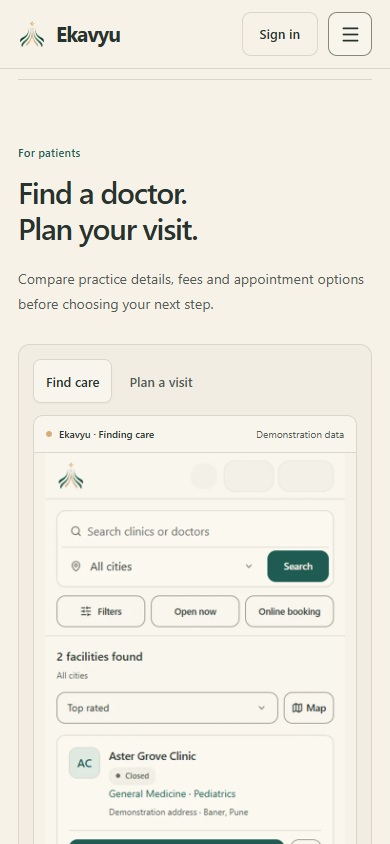 Ekavyu
Sign in
For patients
Find a doctor.
Plan your visit.
Compare practice details, fees and appointment options
before choosing your next step.
Find care
Plan a visit
Ekavyu · Finding care
Demonstration data
Search clinics or doctors
All cities
Search
Filters
Open now
Online booking
2 facilities found
All cities
Top rated
Map
AC
Aster Grove Clinic
Closed
General Medicine · Pediatrics
Demonstration address · Baner, Pune